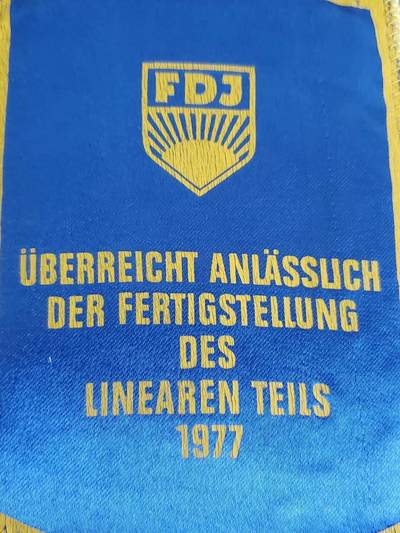 FDJ
ÜBERREICHT ANLÄSSLICH
DER FERTIGSTELLUNG
DES
LINEAREN TEILS
1977